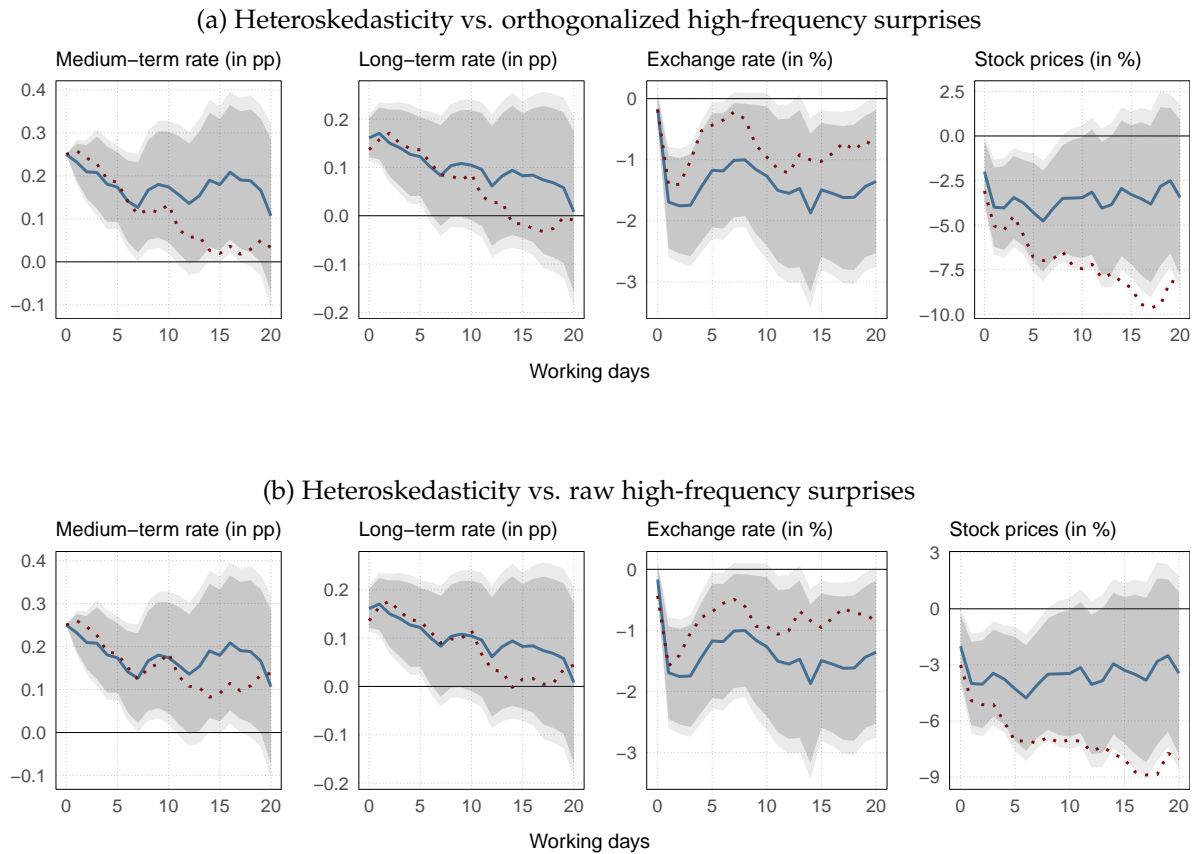 (a) Heteroskedasticity vs. orthogonalized high-frequency surprises
Medium−term rate (in pp)
0.4
0.3
0.2
0.1
0.0
−0.1
0 5 10 15 20
Long−term rate (in pp)
0.2
0.1
0.0
−0.1
−0.2
0 5 10 15 20
Exchange rate (in %)
0
−1
−2
−3
0 5 10 15 20
Stock prices (in %)
2.5
0.0
−2.5
−5.0
−7.5
−10.0
0 5 10 15 20
Working days
(b) Heteroskedasticity vs. raw high-frequency surprises
Medium−term rate (in pp)
0.4
0.3
0.2
0.1
0.0
−0.1
0 5 10 15 20
Long−term rate (in pp)
0.2
0.1
0.0
−0.1
−0.2
0 5 10 15 20
Exchange rate (in %)
0
−1
−2
−3
0 5 10 15 20
Stock prices (in %)
3
0
−3
−6
−9
0 5 10 15 20
Working days